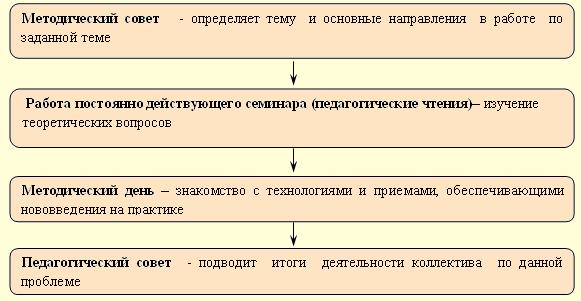 Методический совет - определяет тему и основные направления в работе по
заданной теме
Работа постоянно действующего семинара (педагогические чтения)– изучение
теоретических вопросов
Методический день – знакомство с технологиями и приемами, обеспечивающими
нововведения на практике
Педагогический совет - подводит итоги деятельности коллектива по данной
проблеме